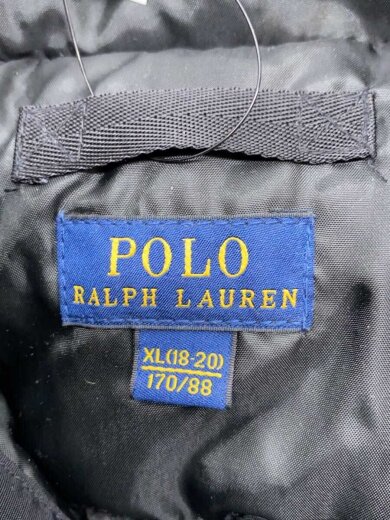 POLO
RALPH LAUREN
XL(18-20)
170/88